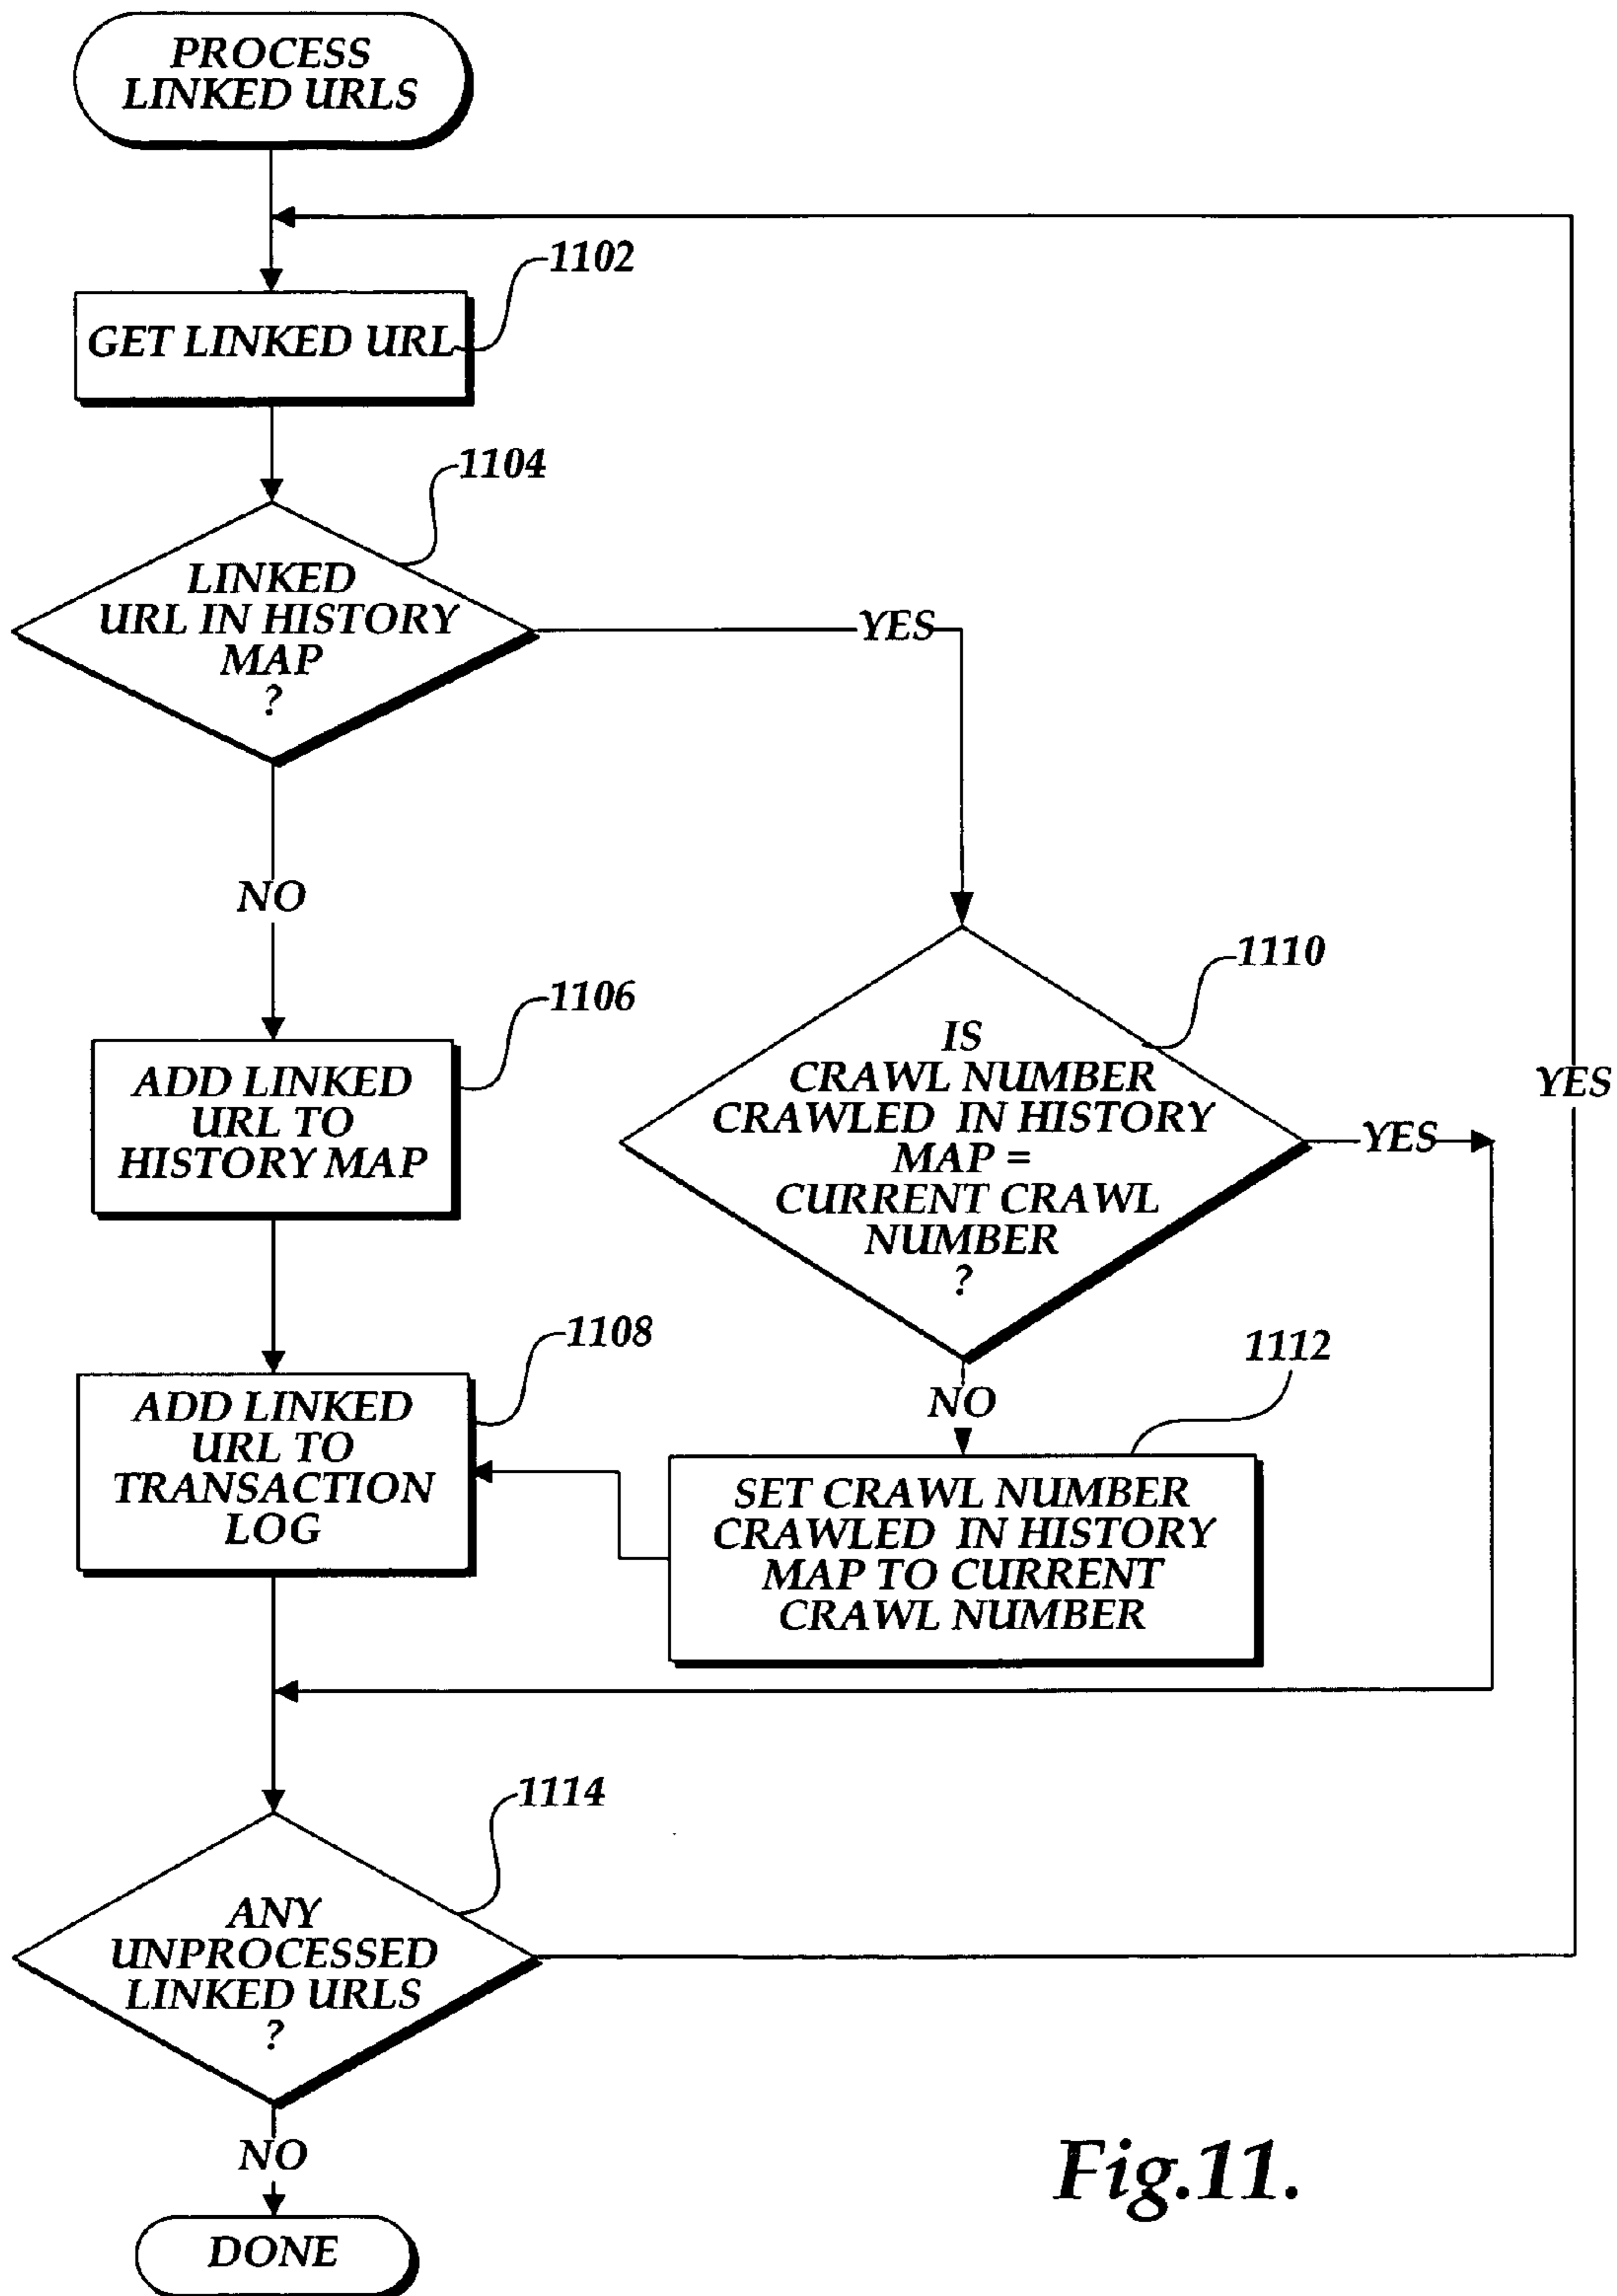 PROCESS
LINKED URLS
1102
GET LINKED URL
1104
LINKED
URL IN HISTORY
MAP
?
YES
NO
1106
ADD LINKED
URL TO
HISTORY MAP
1110
IS
CRAWL NUMBER
CRAWLED IN HISTORY
MAP =
CURRENT CRAWL
NUMBER
?
YES
YES
NO
1108
ADD LINKED
URL TO
TRANSACTION
LOG
1112
SET CRAWL NUMBER
CRAWLED IN HISTORY
MAP TO CURRENT
CRAWL NUMBER
1114
ANY
UNPROCESSED
LINKED URLS
?
NO
DONE
Fig.11.